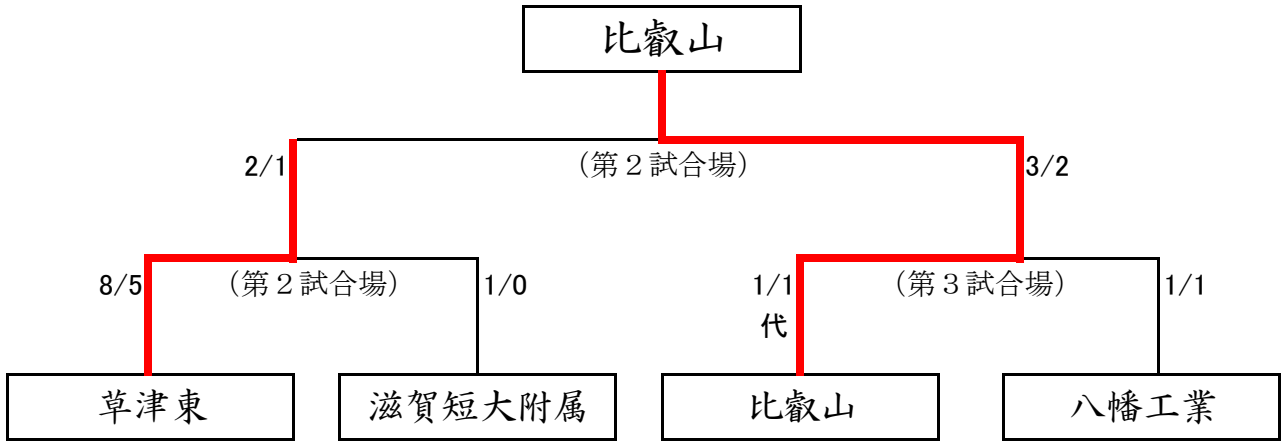 比叡山
2/1
(第２試合場)
3/2
8/5
(第２試合場)
1/0
1/1
(第３試合場)
1/1
代
草津東
滋賀短大附属
比叡山
八幡工業